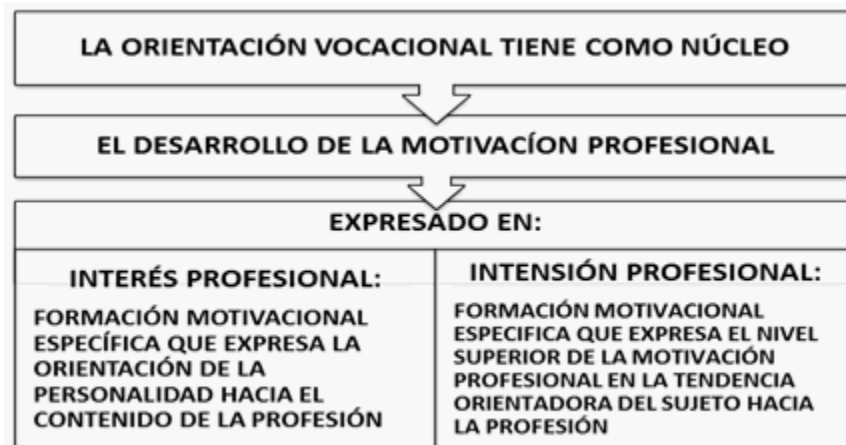 LA ORIENTACIÓN VOCACIONAL TIENE COMO NÚCLEO
EL DESARROLLO DE LA MOTIVACÍON PROFESIONAL
EXPRESADO EN:
INTERÉS PROFESIONAL:
FORMACIÓN MOTIVACIONAL
ESPECÍFICA QUE EXPRESA LA
ORIENTACIÓN DE LA
PERSONALIDAD HACIA EL
CONTENIDO DE LA PROFESIÓN
INTENSIÓN PROFESIONAL:
FORMACIÓN MOTIVACIONAL
ESPECIFICA QUE EXPRESA EL NIVEL
SUPERIOR DE LA MOTIVACIÓN
PROFESIONAL EN LA TENDENCIA
ORIENTADORA DEL SUJETO HACIA
LA PROFESIÓN